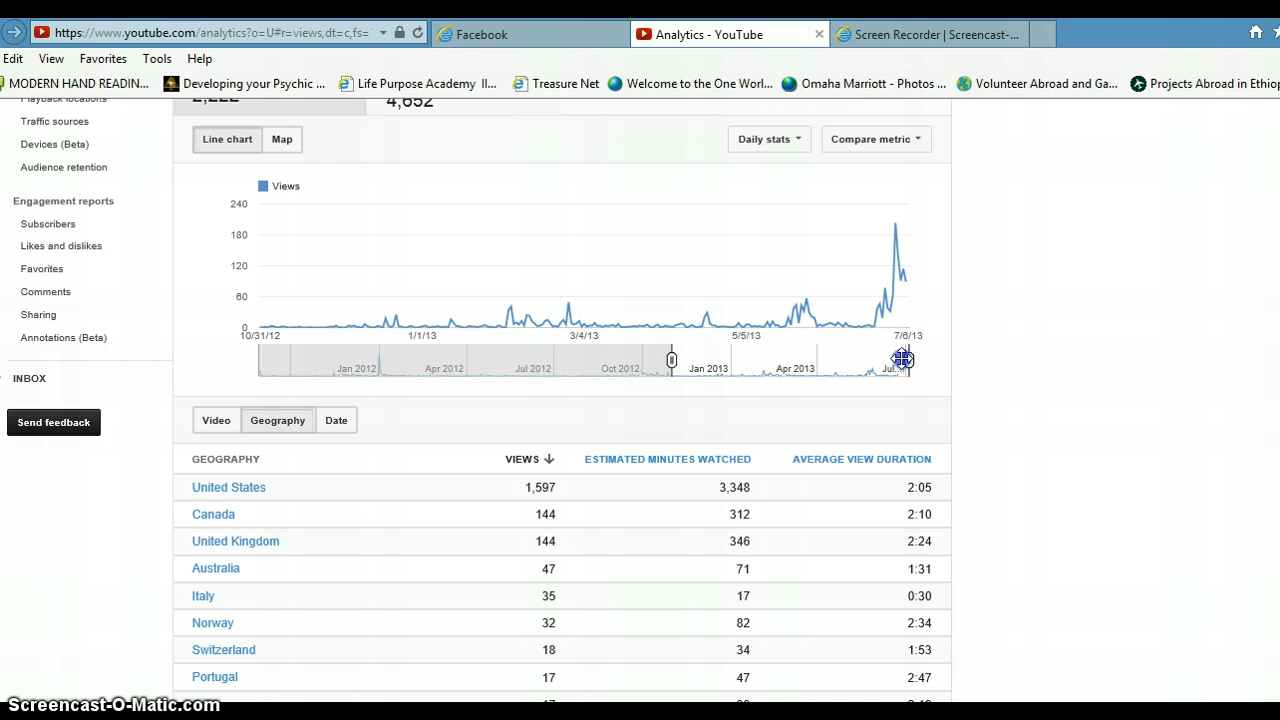 https://www.youtube.com/analytics?o=U#r=views,dt=c,fs=
Facebook
Analytics - YouTube
Screen Recorder | Screencast-...
Edit View Favorites Tools Help
MODERN HAND READIN... Developing your Psychic ... Life Purpose Academy Il... Treasure Net Welcome to the One Worl... Omaha Marriott - Photos ... Volunteer Abroad and Ga... Projects Abroad in Ethiop
Playback locations
2,222 4,652
Traffic sources
Devices (Beta)
Audience retention
Engagement reports
Subscribers
Likes and dislikes
Favorites
Comments
Sharing
Annotations (Beta)
INBOX
Send feedback
Line chart Map Daily stats Compare metric
Views
240
180
120
60
0
10/31/12 1/1/13 3/4/13 5/5/13 7/6/13
Jan 2012 Apr 2012 Jul 2012 Oct 2012 Jan 2013 Apr 2013 Jul...
Video Geography Date
GEOGRAPHY VIEWS ESTIMATED MINUTES WATCHED AVERAGE VIEW DURATION
United States 1,597 3,348 2:05
Canada 144 312 2:10
United Kingdom 144 346 2:24
Australia 47 71 1:31
Italy 35 17 0:30
Norway 32 82 2:34
Switzerland 18 34 1:53
Portugal 17 47 2:47
Screencast-O-Matic.com